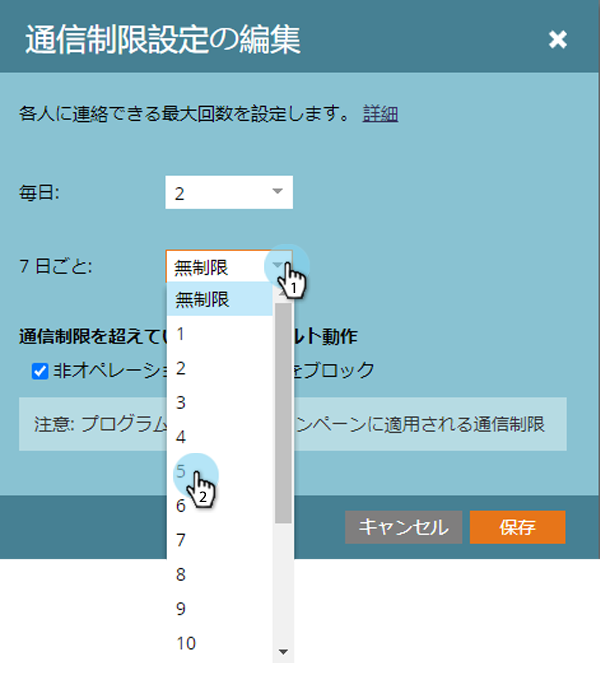 通信制限設定の編集
各人に連絡できる最大回数を設定します。 詳細
毎日: 2
7 日ごと: 無制限
1
無制限
通信制限を超えてい ルト動作
1
非オペレーショ をブロック
2
3
注意: プログラム ンペーンに適用される通信制限
4
5
2
6
キャンセル 保存
7
8
9
10